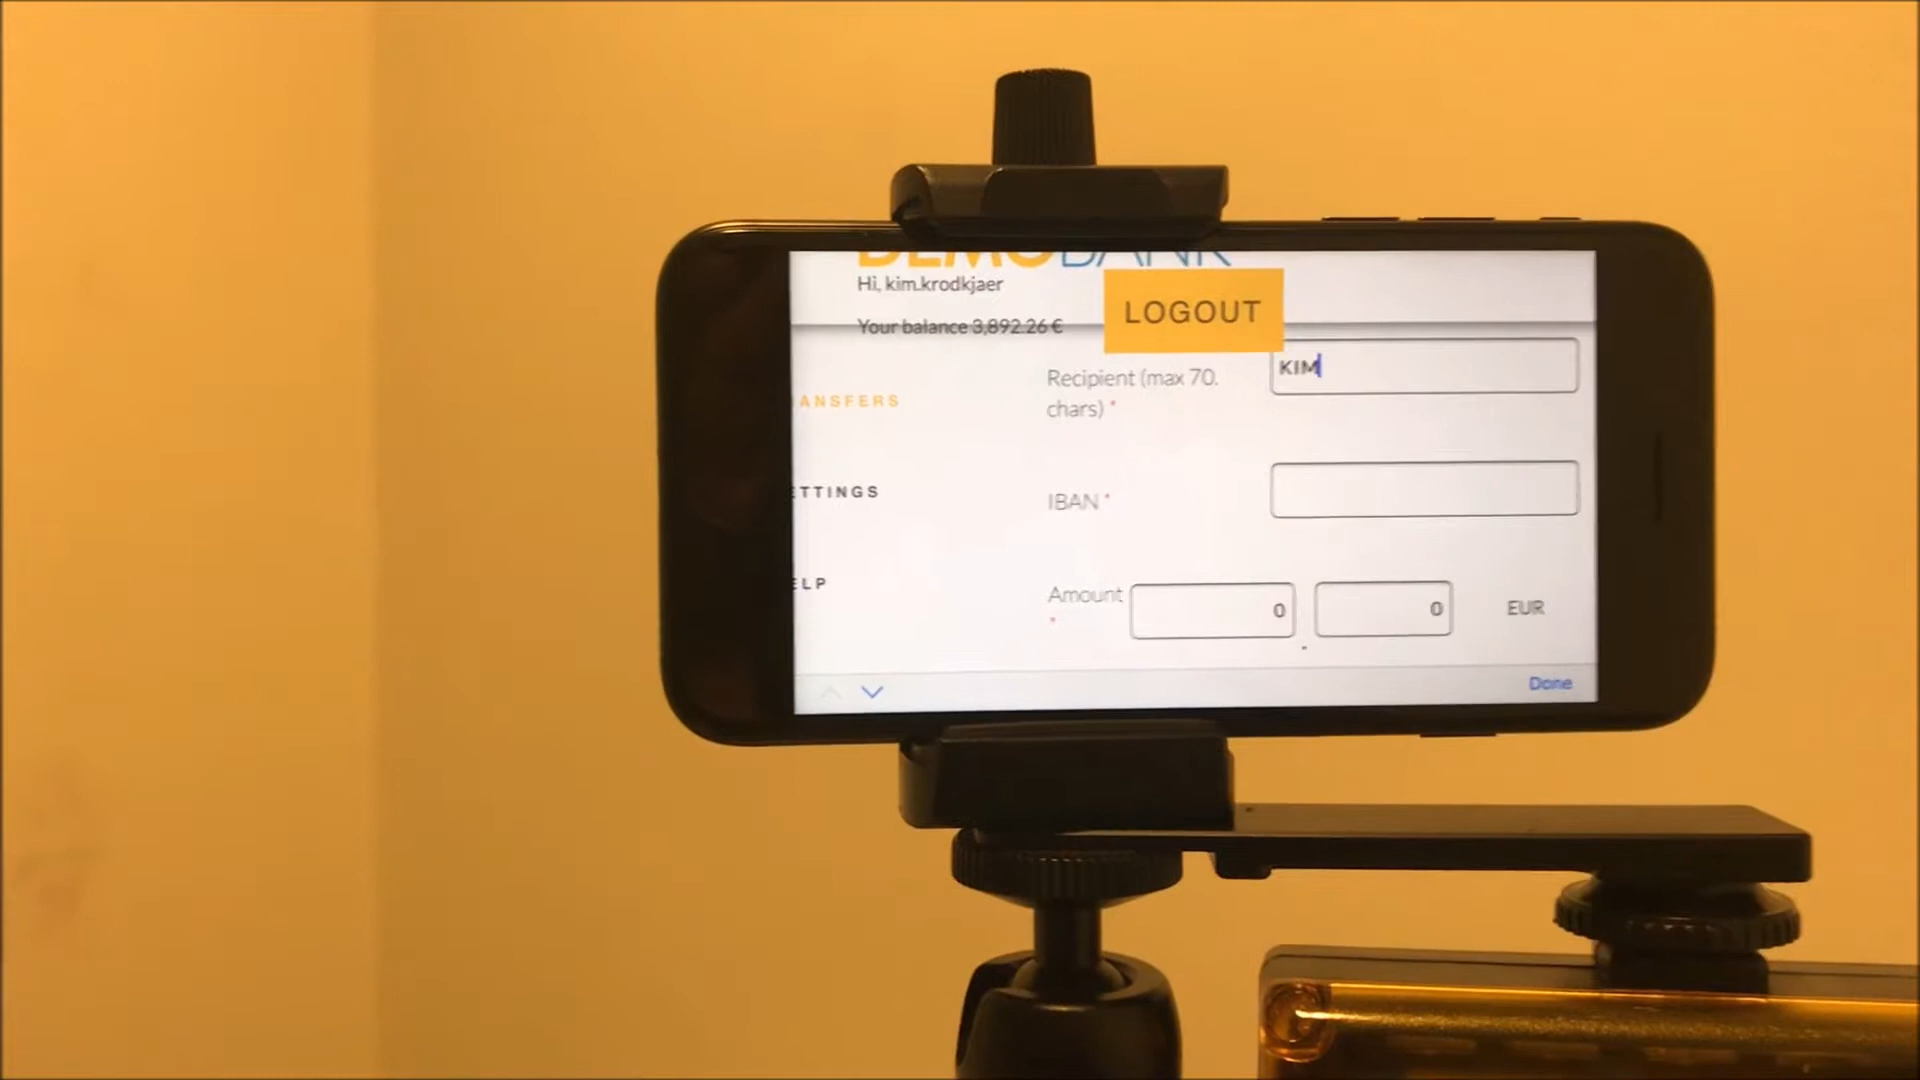 DEMOBANK
Hi, kim.krodkjaer
LOGOUT
Your balance 3,892.26 €
KIM
Recipient (max 70.
chars) *
ANSFERS
ETTINGS
IBAN *
ELP
Amount
*
0
0
EUR
.
Done